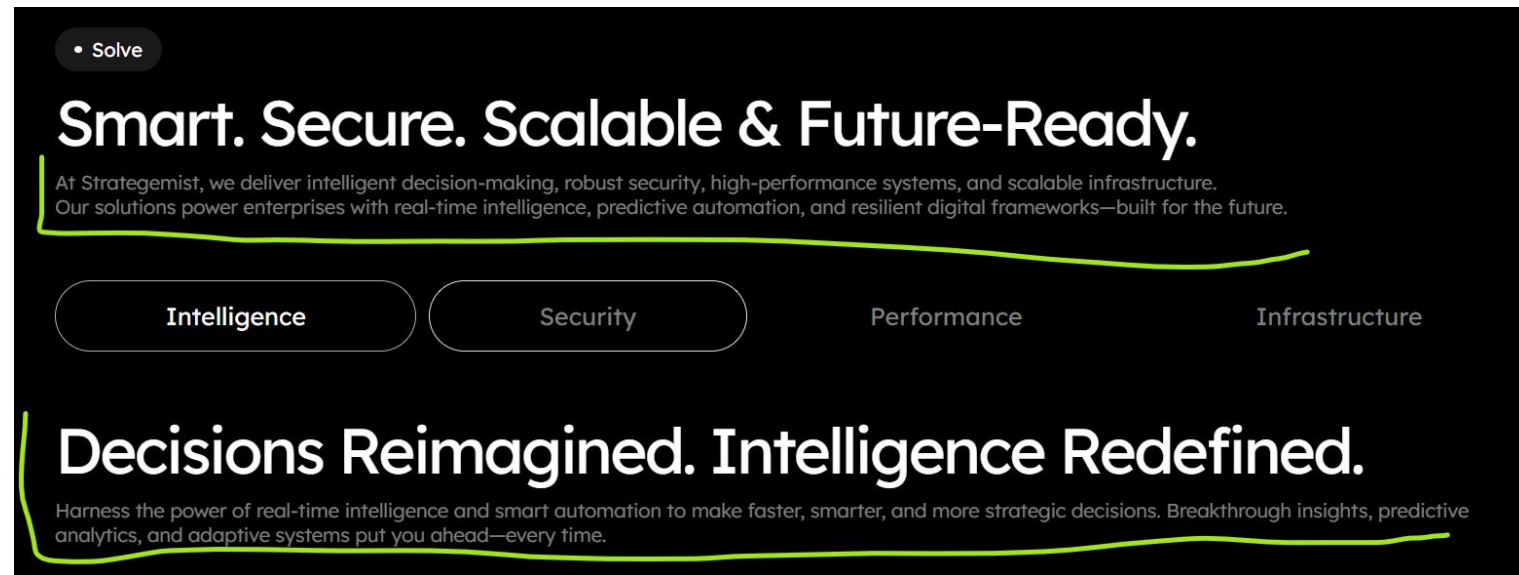 • Solve
Smart. Secure. Scalable & Future-Ready.
At Strategemist, we deliver intelligent decision-making, robust security, high-performance systems, and scalable infrastructure.
Our solutions power enterprises with real-time intelligence, predictive automation, and resilient digital frameworks—built for the future.
Intelligence Security Performance Infrastructure
Decisions Reimagined. Intelligence Redefined.
Harness the power of real-time intelligence and smart automation to make faster, smarter, and more strategic decisions. Breakthrough insights, predictive
analytics, and adaptive systems put you ahead—every time.